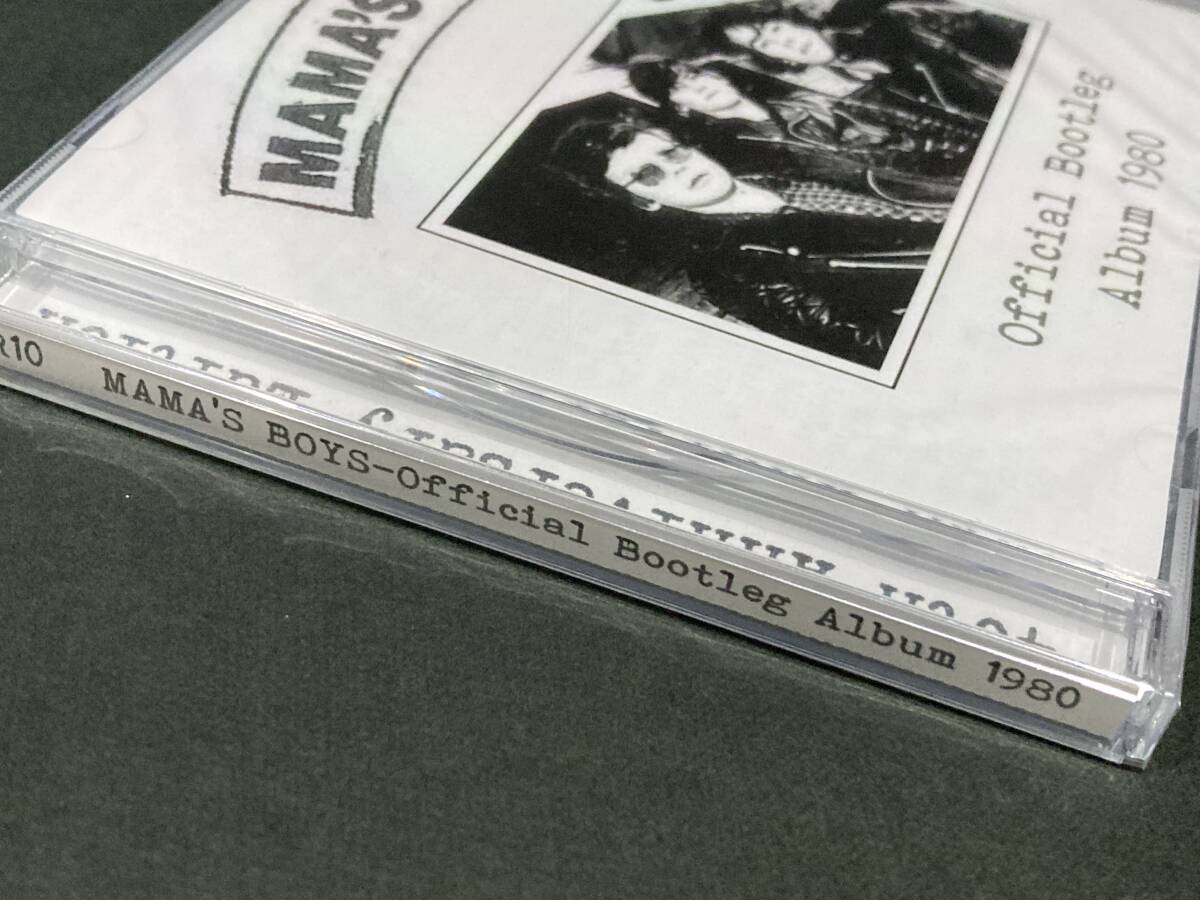 MAMA'S
Official Bootleg
Album 1980
R10 MAMA'S BOYS-Official Bootleg Album 1980